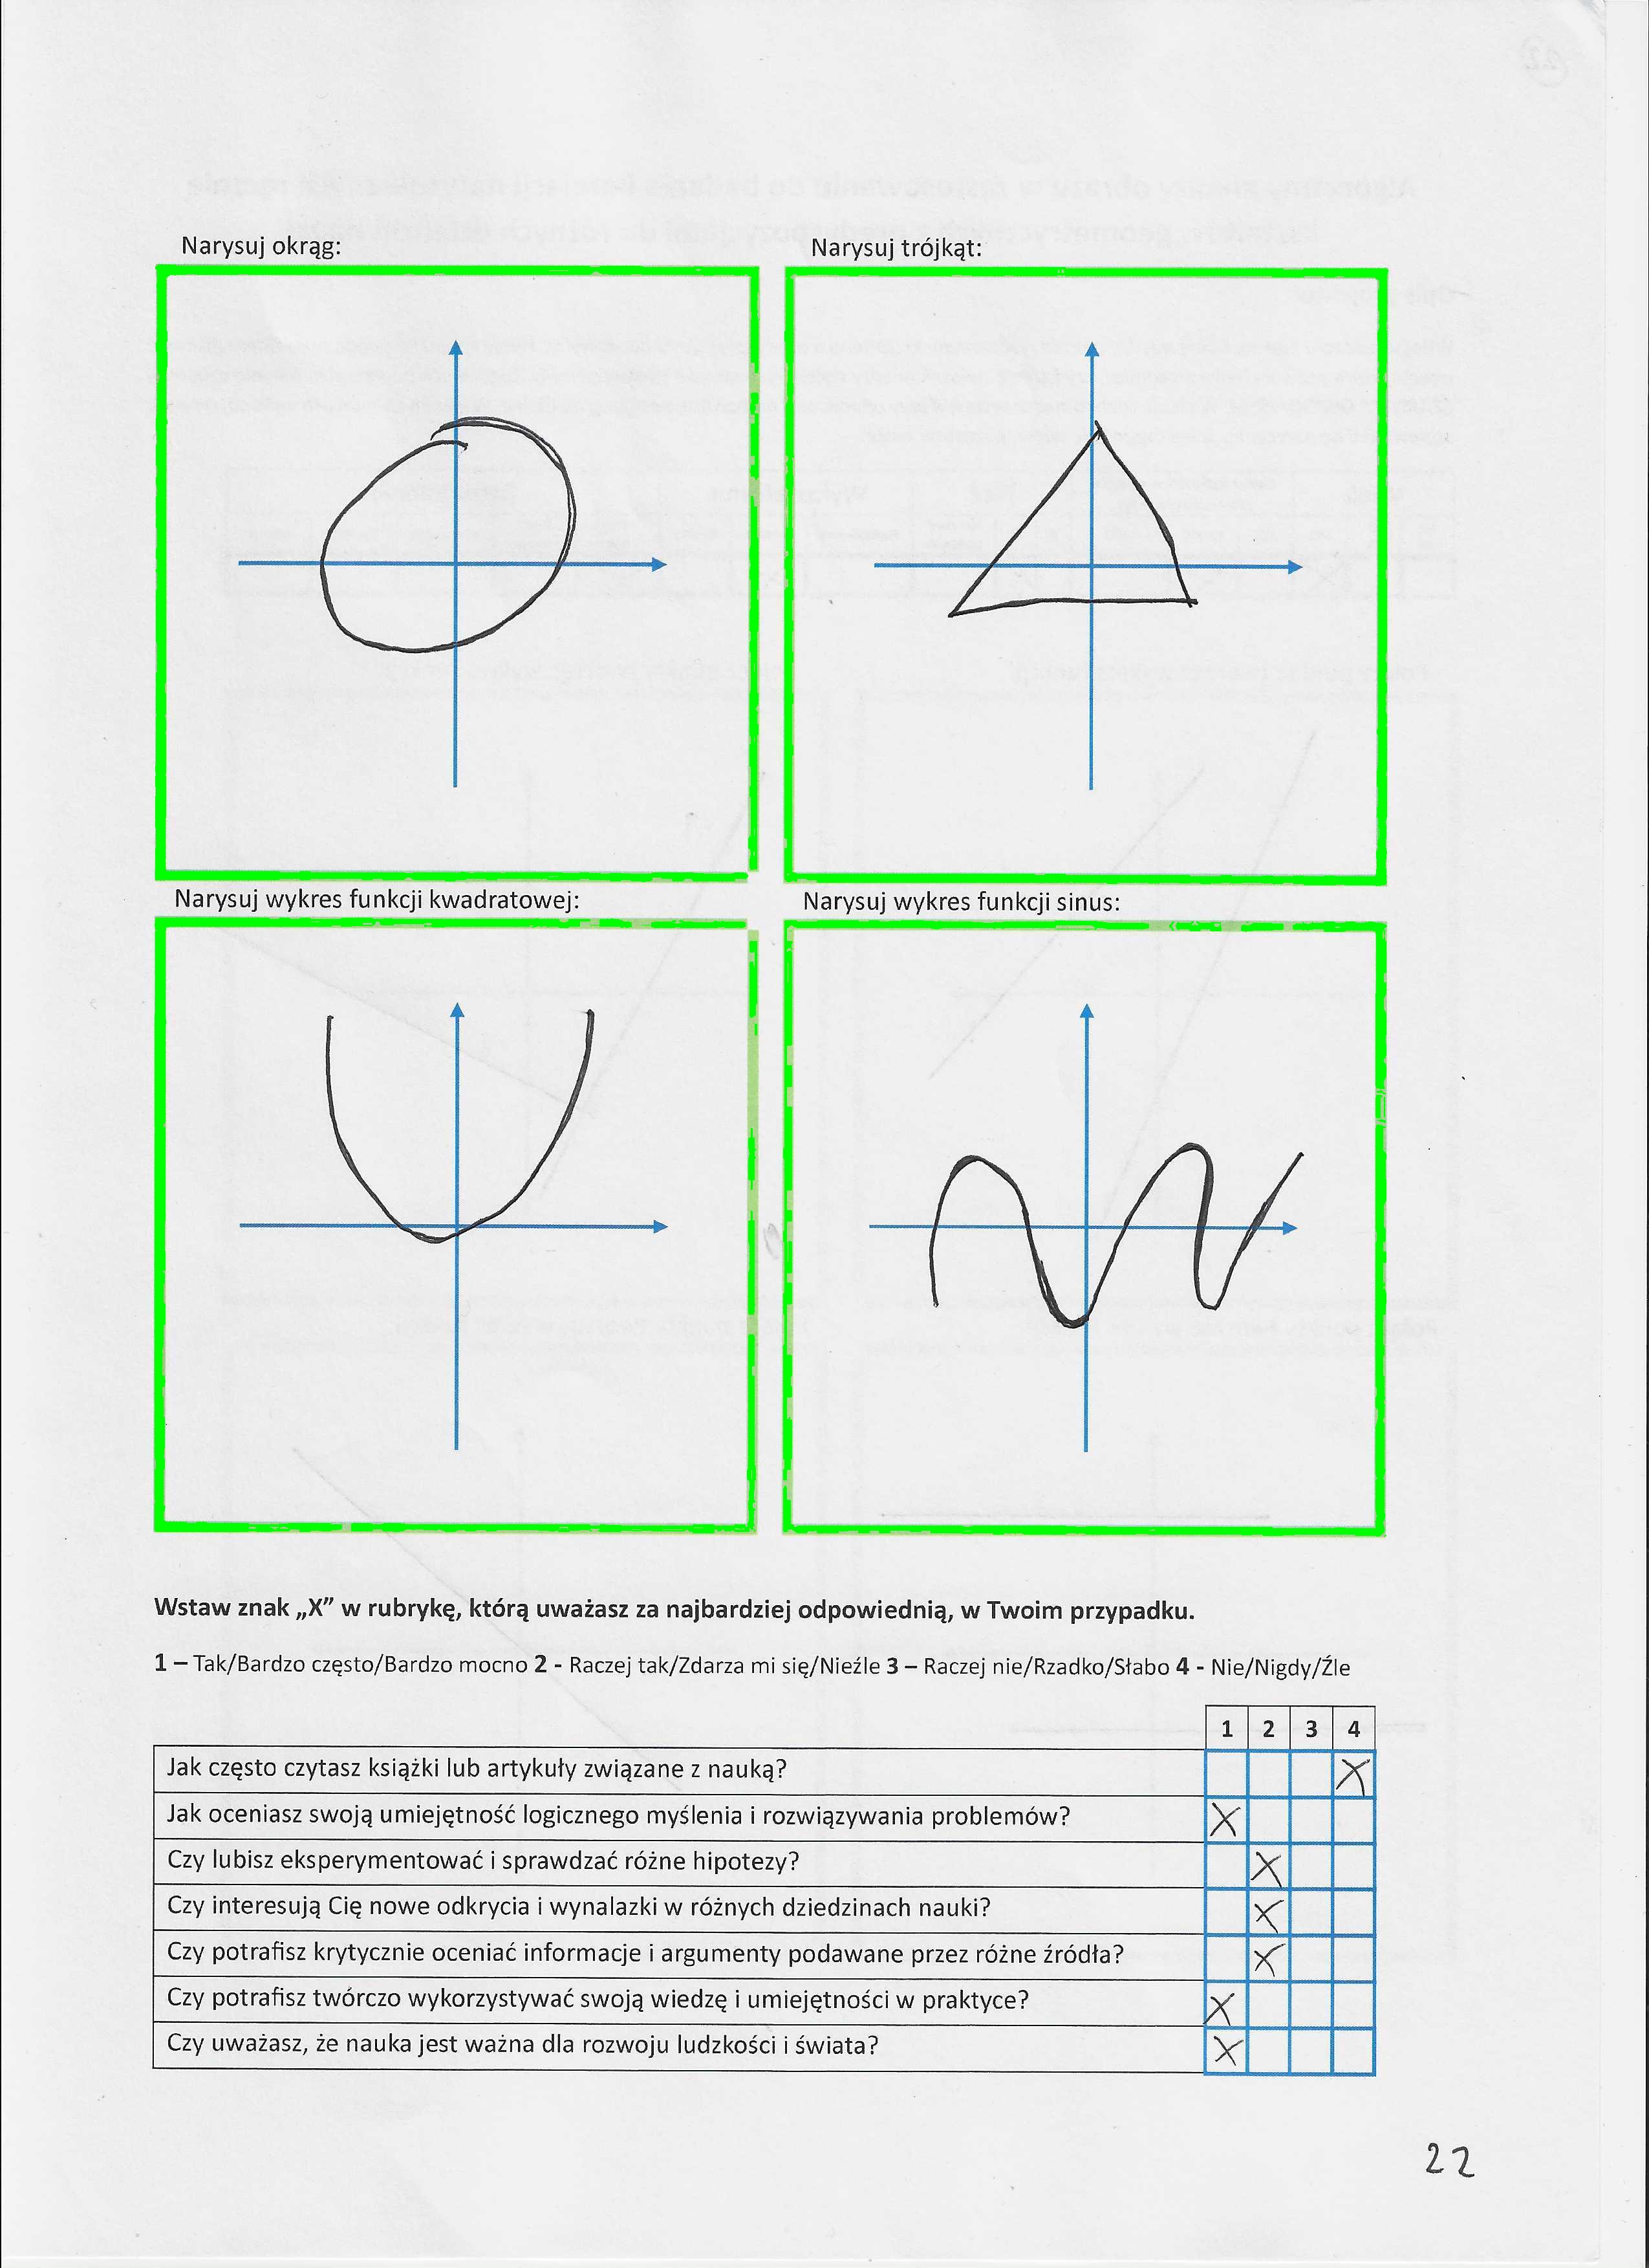 Narysuj okrąg:
Narysuj trójkąt:
Narysuj wykres funkcji kwadratowej:
Narysuj wykres funkcji sinus:
Wstaw znak „X” w rubrykę, którą uważasz za najbardziej odpowiednią, w Twoim przypadku.
1 – Tak/Bardzo często/Bardzo mocno 2 - Raczej tak/Zdarza mi się/Nieźle 3 – Raczej nie/Rzadko/Słabo 4 - Nie/Nigdy/Źle
1 2 3 4
Jak często czytasz książki lub artykuły związane z nauką? X
Jak oceniasz swoją umiejętność logicznego myślenia i rozwiązywania problemów? X
Czy lubisz eksperymentować i sprawdzać różne hipotezy? X
Czy interesują Cię nowe odkrycia i wynalazki w różnych dziedzinach nauki? X
Czy potrafisz krytycznie oceniać informacje i argumenty podawane przez różne źródła? X
Czy potrafisz twórczo wykorzystywać swoją wiedzę i umiejętności w praktyce? X
Czy uważasz, że nauka jest ważna dla rozwoju ludzkości i świata? X
22